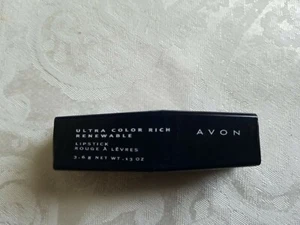 ULTRA COLOR RICH
RENEWABLE
LIPSTICK
ROUGE À LÈVRES
3,6 g NET WT. .13 OZ
AVON